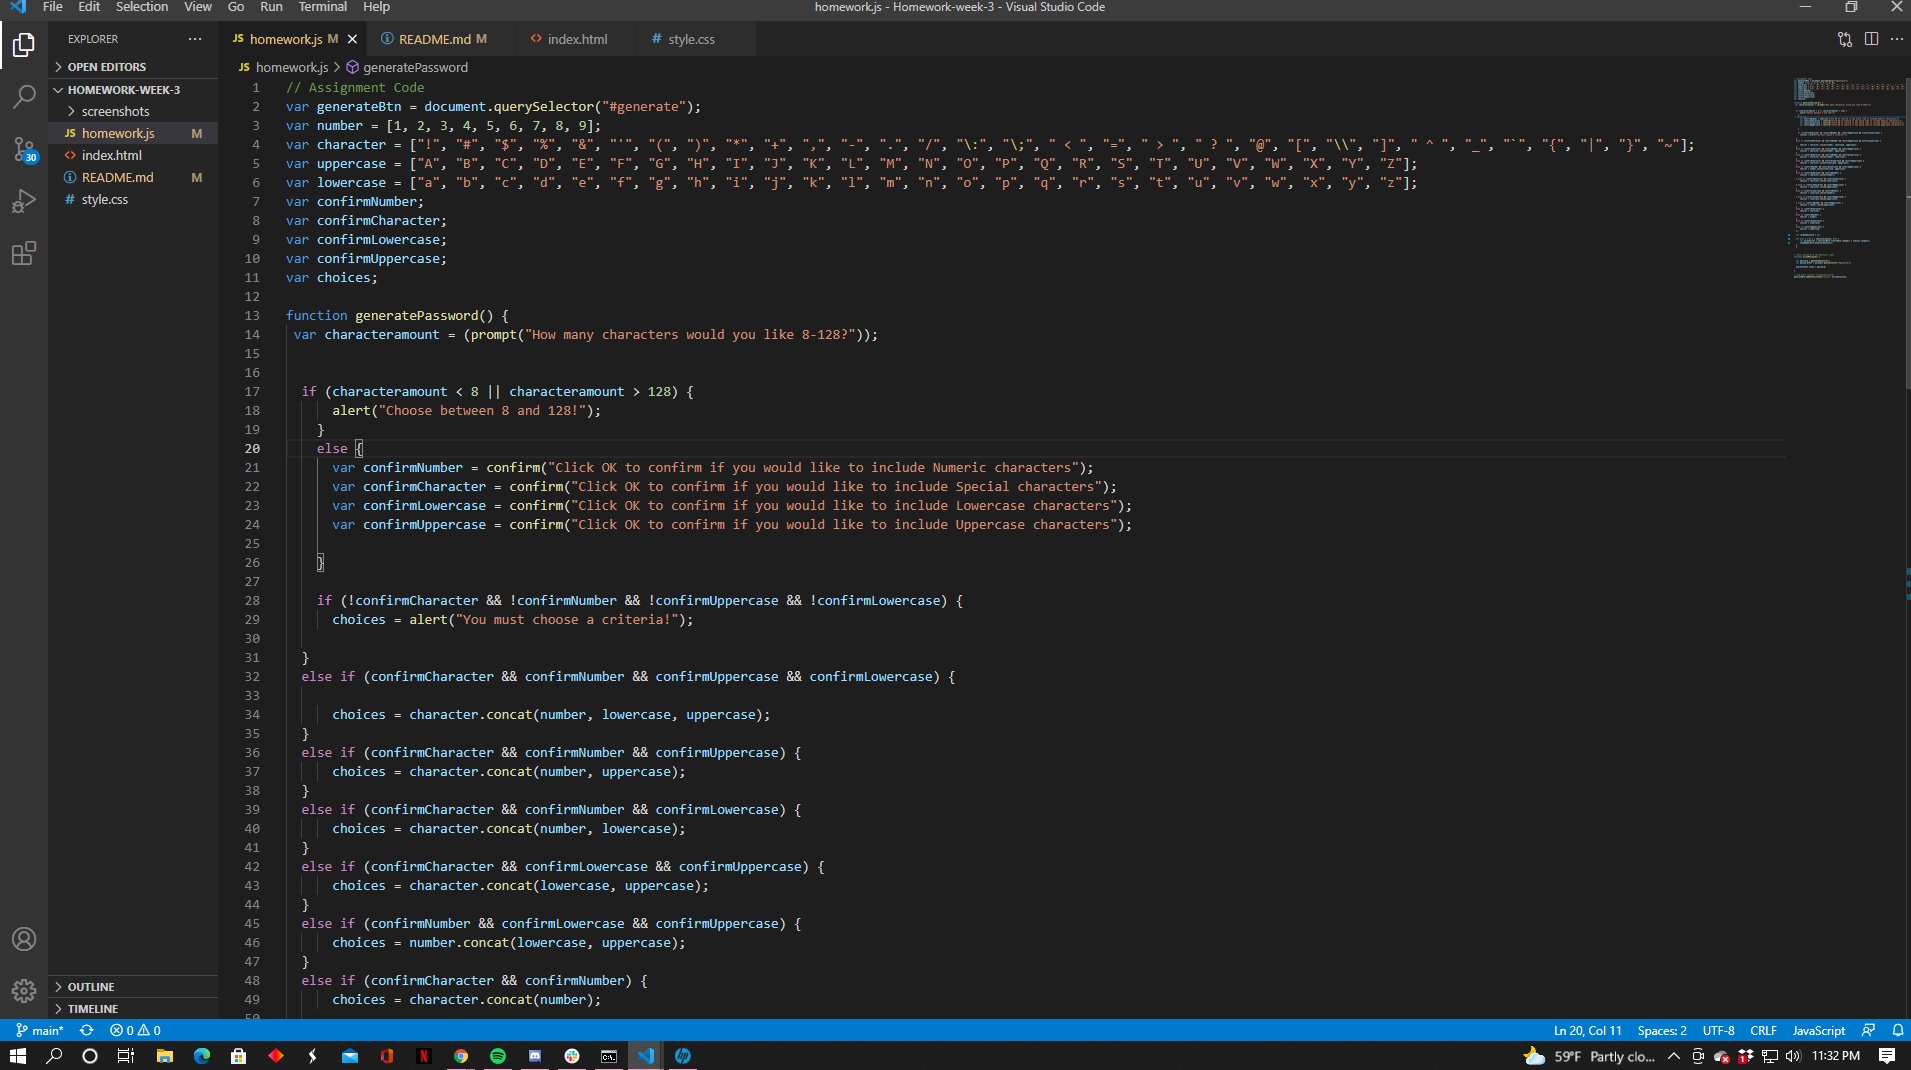 File Edit Selection View Go Run Terminal Help
homework.js - Homework-week-3 - Visual Studio Code
EXPLORER
OPEN EDITORS
HOMEWORK-WEEK-3
screenshots
JS homework.js M
index.html
README.md M
# style.css
OUTLINE
TIMELINE
JS homework.js M README.md M index.html # style.css
JS homework.js > generatePassword
1 // Assignment Code
2 var generateBtn = document.querySelector("#generate");
3 var number = [1, 2, 3, 4, 5, 6, 7, 8, 9];
4 var character = ["!", "#", "$", "%", "&", "'", "(", ")", "*", "+", ",", "-", ".", "/", "\:", "\;", " < ", "=", " > ", " ? ", "@", "[", "\\", "]", " ^ ", "_", "`", "{", "|", "}", "~"];
5 var uppercase = ["A", "B", "C", "D", "E", "F", "G", "H", "I", "J", "K", "L", "M", "N", "O", "P", "Q", "R", "S", "T", "U", "V", "W", "X", "Y", "Z"];
6 var lowercase = ["a", "b", "c", "d", "e", "f", "g", "h", "i", "j", "k", "l", "m", "n", "o", "p", "q", "r", "s", "t", "u", "v", "w", "x", "y", "z"];
7 var confirmNumber;
8 var confirmCharacter;
9 var confirmLowercase;
10 var confirmUppercase;
11 var choices;
12
13 function generatePassword() {
14 var characteramount = (prompt("How many characters would you like 8-128?"));
15
16
17 if (characteramount < 8 || characteramount > 128) {
18 alert("Choose between 8 and 128!");
19 }
20 else {
21 var confirmNumber = confirm("Click OK to confirm if you would like to include Numeric characters");
22 var confirmCharacter = confirm("Click OK to confirm if you would like to include Special characters");
23 var confirmLowercase = confirm("Click OK to confirm if you would like to include Lowercase characters");
24 var confirmUppercase = confirm("Click OK to confirm if you would like to include Uppercase characters");
25
26 }
27
28 if (!confirmCharacter && !confirmNumber && !confirmUppercase && !confirmLowercase) {
29 choices = alert("You must choose a criteria!");
30
31 }
32 else if (confirmCharacter && confirmNumber && confirmUppercase && confirmLowercase) {
33
34 choices = character.concat(number, lowercase, uppercase);
35 }
36 else if (confirmCharacter && confirmNumber && confirmUppercase) {
37 choices = character.concat(number, uppercase);
38 }
39 else if (confirmCharacter && confirmNumber && confirmLowercase) {
40 choices = character.concat(number, lowercase);
41 }
42 else if (confirmCharacter && confirmLowercase && confirmUppercase) {
43 choices = character.concat(lowercase, uppercase);
44 }
45 else if (confirmNumber && confirmLowercase && confirmUppercase) {
46 choices = number.concat(lowercase, uppercase);
47 }
48 else if (confirmCharacter && confirmNumber) {
49 choices = character.concat(number);
50
30
main* 0 0 Ln 20, Col 11 Spaces: 2 UTF-8 CRLF JavaScript
59°F Partly clo... 11:32 PM